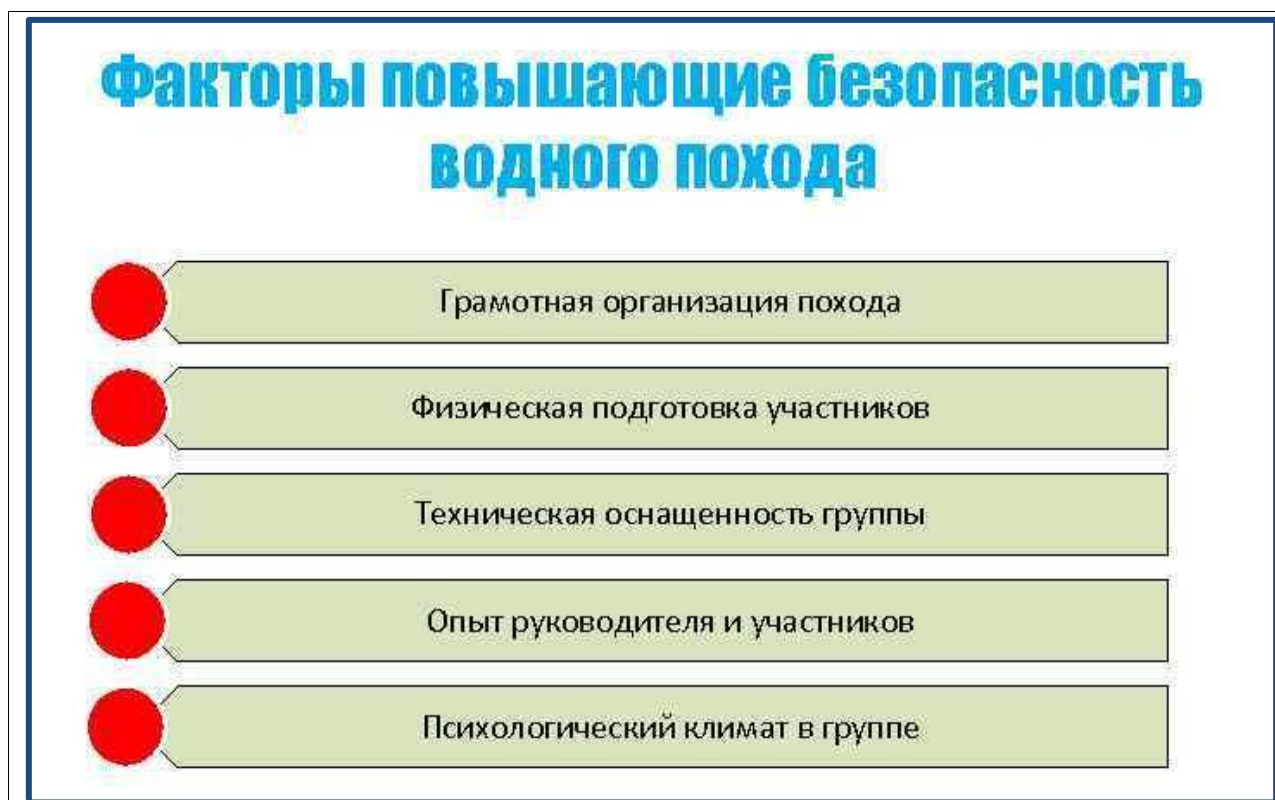 Факторы повышающие безопасность
водного похода
Грамотная организация похода
Физическая подготовка участников
Техническая оснащенность группы
Опыт руководителя и участников
Психологический климат в группе